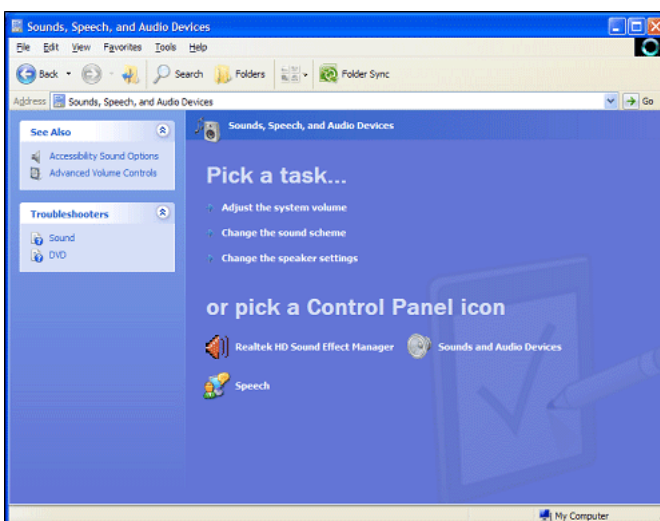 Sounds, Speech, and Audio Devices
File Edit View Favorites Tools Help
Back Search Folders Folder Sync
Address Sounds, Speech, and Audio Devices Go
See Also
Accessibility Sound Options
Advanced Volume Controls
Troubleshooters
Sound
DVD
Sounds, Speech, and Audio Devices
Pick a task...
Adjust the system volume
Change the sound scheme
Change the speaker settings
or pick a Control Panel icon
Realtek HD Sound Effect Manager Sounds and Audio Devices
Speech
My Computer